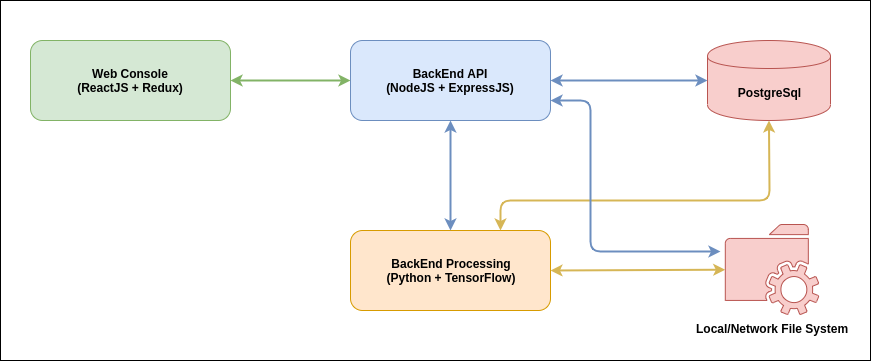 Web Console
(ReactJS + Redux)
BackEnd API
(NodeJS + ExpressJS)
PostgreSql
BackEnd Processing
(Python + TensorFlow)
Local/Network File System